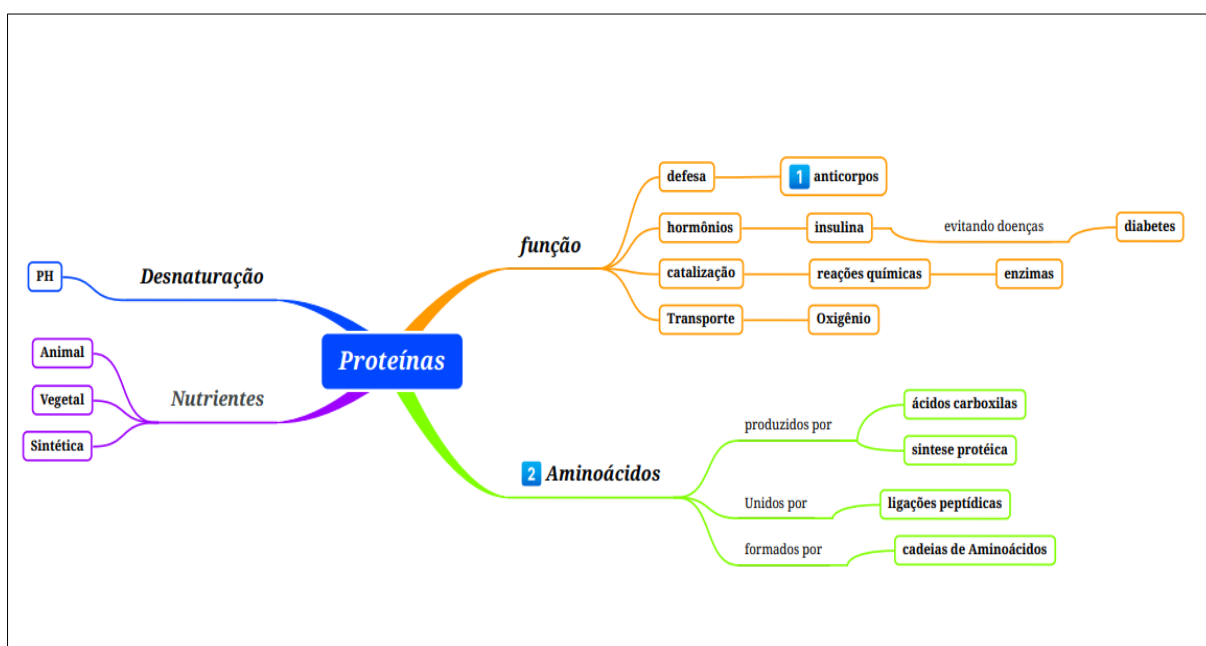 Proteínas
função
defesa
1 anticorpos
hormônios
insulina
evitando doenças
diabetes
catalização
reações químicas
enzimas
Transporte
Oxigênio
2 Aminoácidos
produzidos por
ácidos carboxilas
sintese protéica
Unidos por
ligações peptídicas
formados por
cadeias de Aminoácidos
Desnaturação
PH
Nutrientes
Animal
Vegetal
Sintética